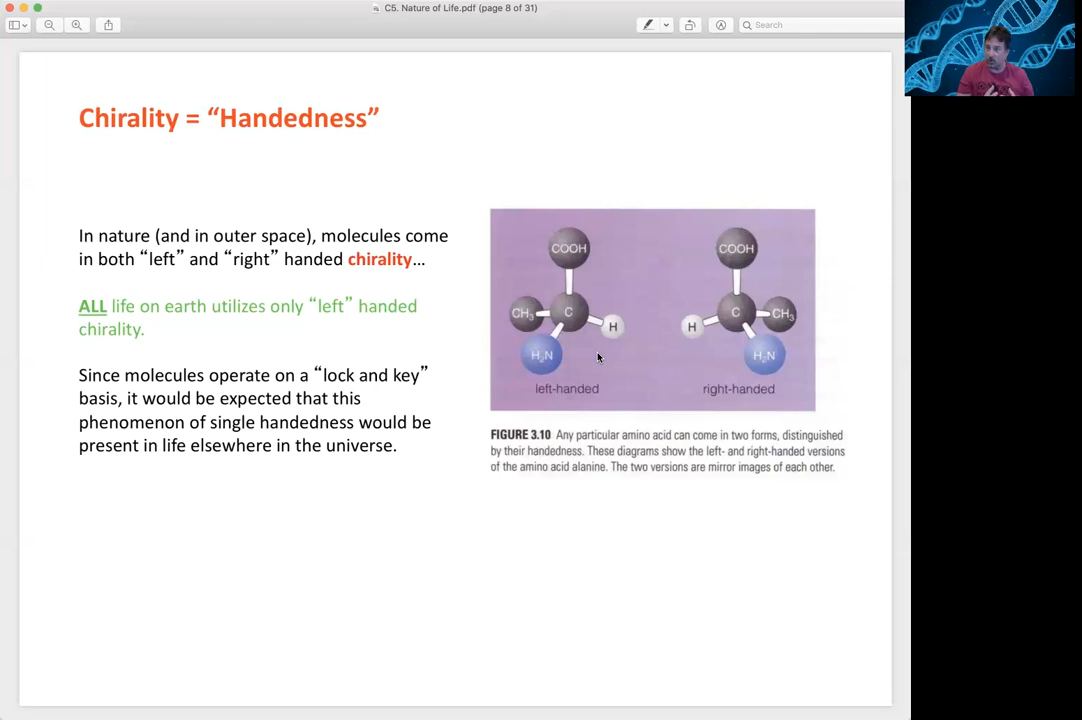 C5. Nature of Life.pdf (page 8 of 31)
Search
Chirality = “Handedness”
In nature (and in outer space), molecules come
in both “left” and “right” handed chirality…
ALL life on earth utilizes only “left” handed
chirality.
Since molecules operate on a “lock and key”
basis, it would be expected that this
phenomenon of single handedness would be
present in life elsewhere in the universe.
COOH
CH₃
C
H
H₂N
left-handed
COOH
H
C
CH₃
H₂N
right-handed
FIGURE 3.10 Any particular amino acid can come in two forms, distinguished
by their handedness. These diagrams show the left- and right-handed versions
of the amino acid alanine. The two versions are mirror images of each other.